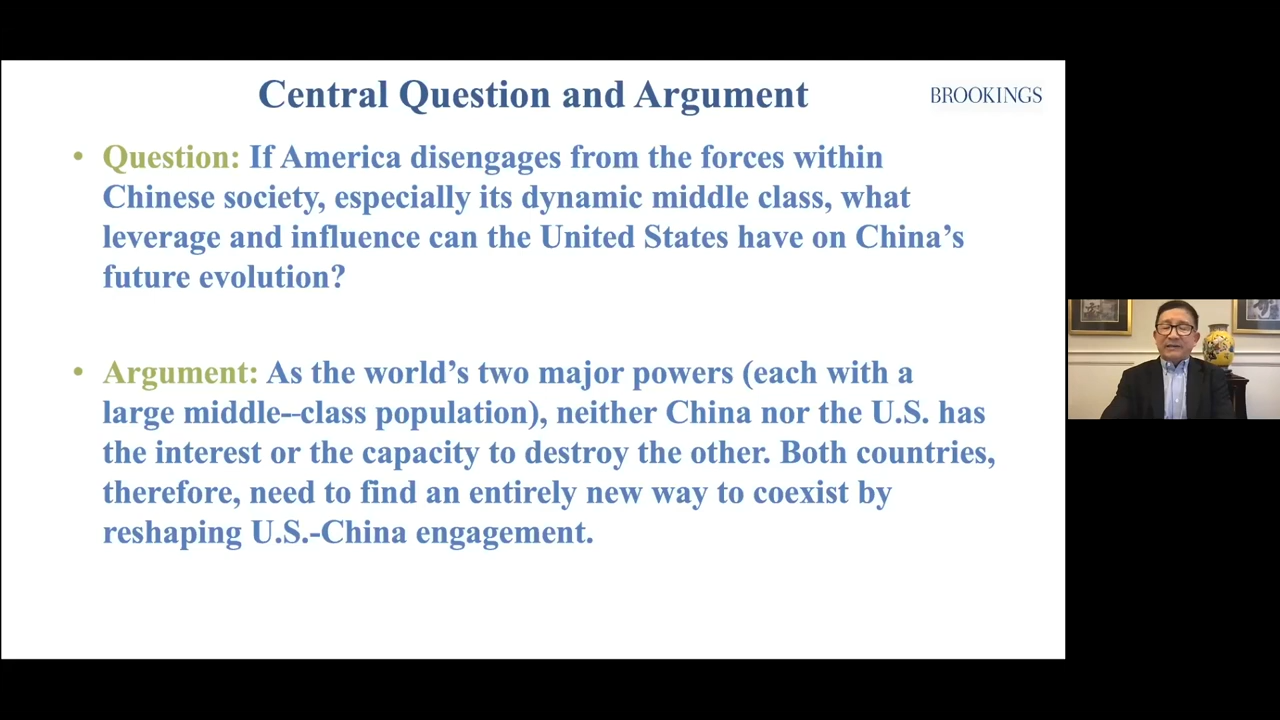 Central Question and Argument
BROOKINGS
• Question: If America disengages from the forces within
Chinese society, especially its dynamic middle class, what
leverage and influence can the United States have on China’s
future evolution?
• Argument: As the world’s two major powers (each with a
large middle-–class population), neither China nor the U.S. has
the interest or the capacity to destroy the other. Both countries,
therefore, need to find an entirely new way to coexist by
reshaping U.S.-China engagement.